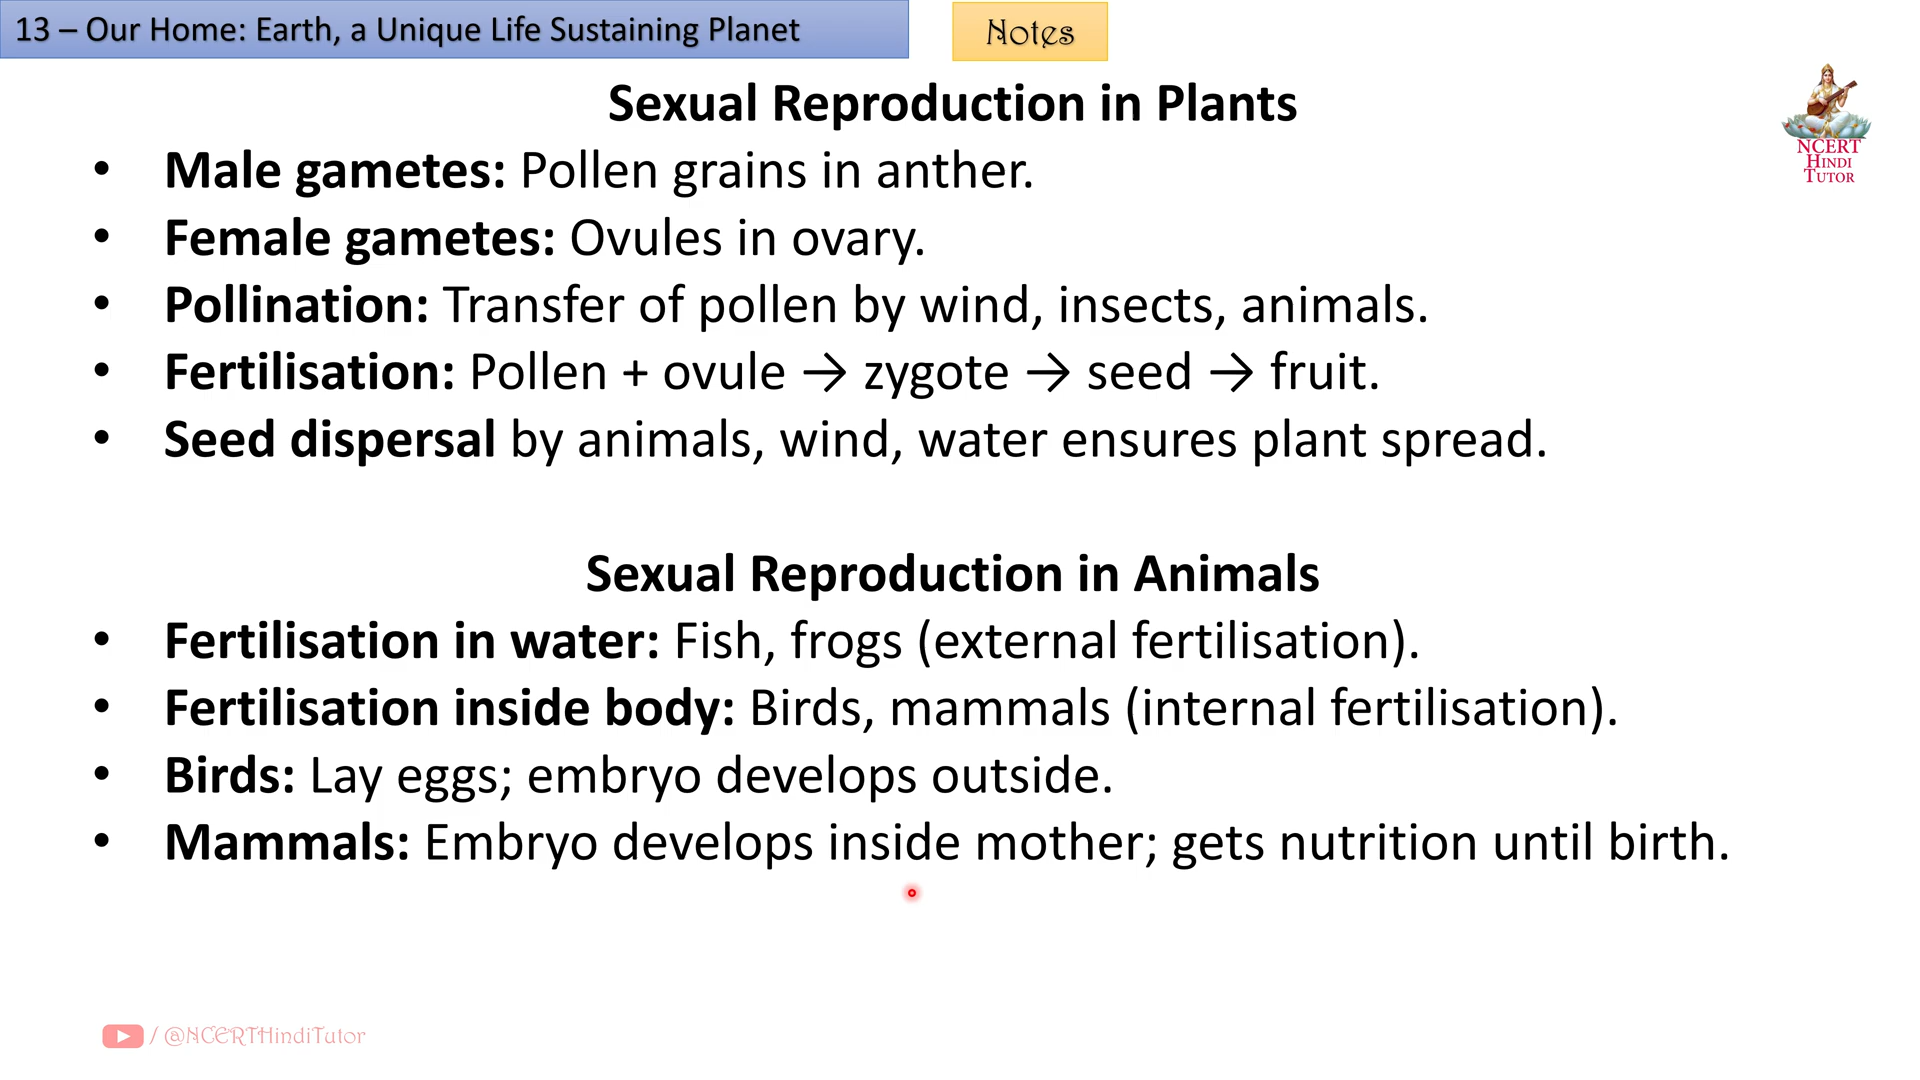 13 – Our Home: Earth, a Unique Life Sustaining Planet
Notes
Sexual Reproduction in Plants
• Male gametes: Pollen grains in anther.
• Female gametes: Ovules in ovary.
• Pollination: Transfer of pollen by wind, insects, animals.
• Fertilisation: Pollen + ovule → zygote → seed → fruit.
• Seed dispersal by animals, wind, water ensures plant spread.
NCERT
HINDI
TUTOR
Sexual Reproduction in Animals
• Fertilisation in water: Fish, frogs (external fertilisation).
• Fertilisation inside body: Birds, mammals (internal fertilisation).
• Birds: Lay eggs; embryo develops outside.
• Mammals: Embryo develops inside mother; gets nutrition until birth.
/ @NCERTHindiTutor